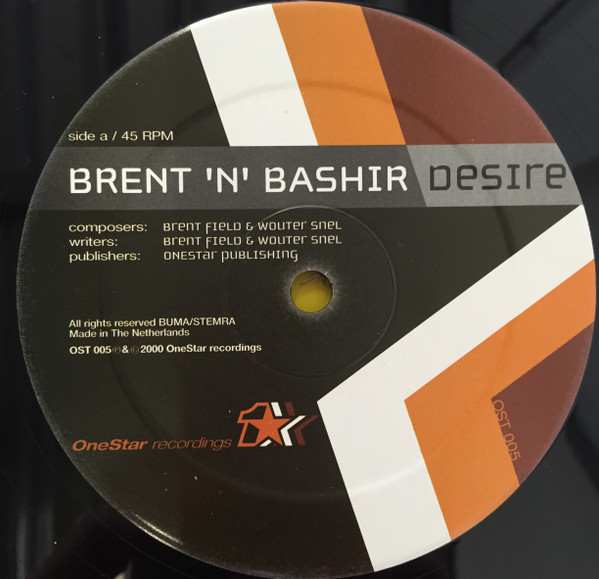 side a / 45 RPM
BRENT 'N' BASHIR Desire
composers: Brent Field & Wouter Snel
writers: Brent Field & Wouter Snel
publishers: OneStar Publishing
All rights reserved BUMA/STEMRA
Made in The Netherlands
OST 005 ℗ & © 2000 OneStar recordings
OneStar recordings 1
OST 005